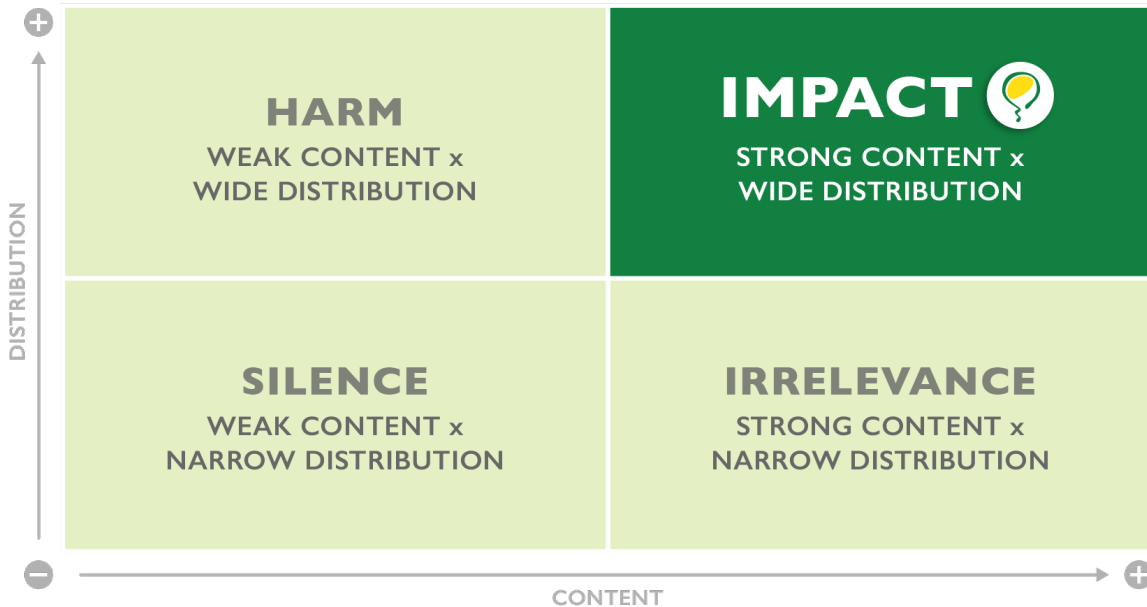 HARM
WEAK CONTENT x
WIDE DISTRIBUTION
IMPACT
STRONG CONTENT x
WIDE DISTRIBUTION
DISTRIBUTION
SILENCE
WEAK CONTENT x
NARROW DISTRIBUTION
IRRELEVANCE
STRONG CONTENT x
NARROW DISTRIBUTION
CONTENT